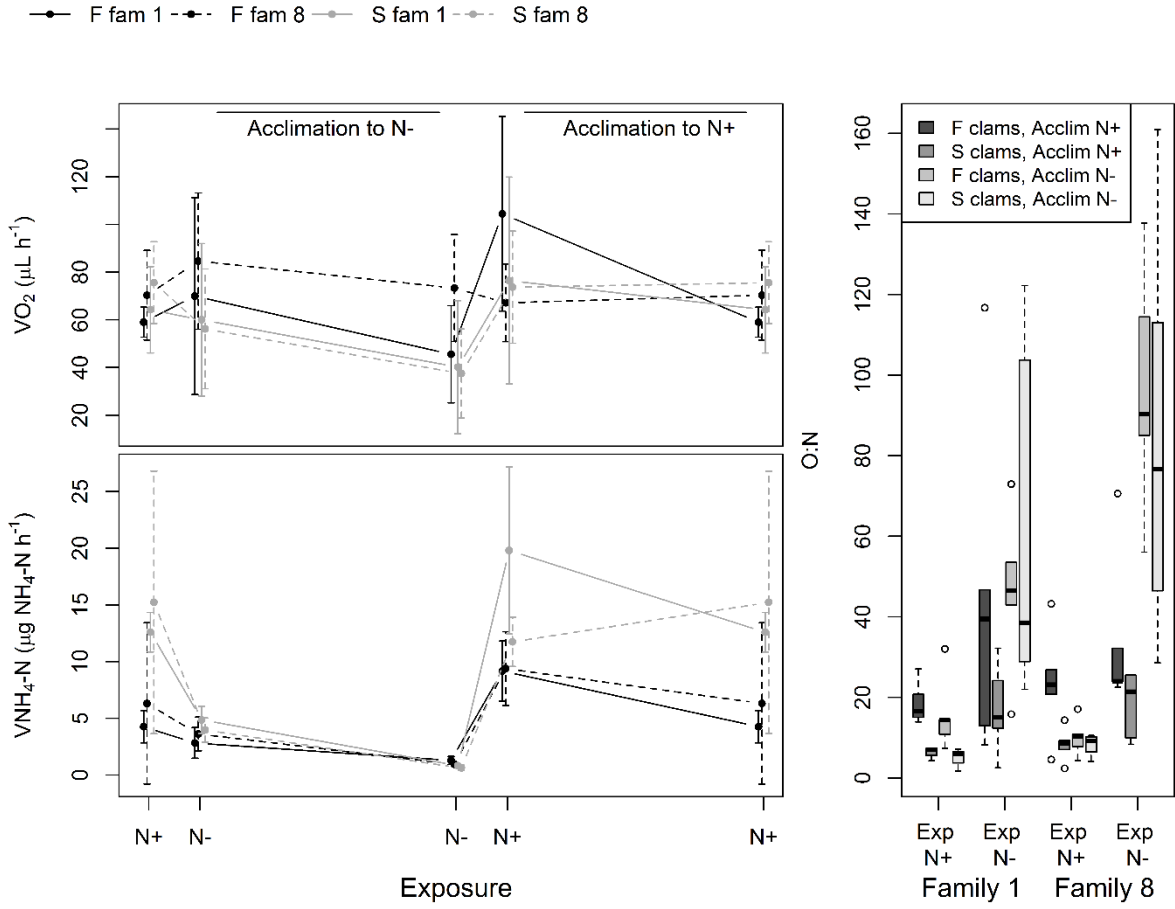 F fam 1 F fam 8 S fam 1 S fam 8
Acclimation to N- Acclimation to N+
VO2 (μL h-1)
20 40 60 80 120
VNH4-N (μg NH4-N h-1)
0 5 10 15 20 25
N+ N- N- N+ N+
Exposure
F clams, Acclim N+
S clams, Acclim N+
F clams, Acclim N-
S clams, Acclim N-
O:N
0 20 40 60 80 100 120 140 160
Exp Exp Exp Exp
N+ N- N+ N-
Family 1 Family 8